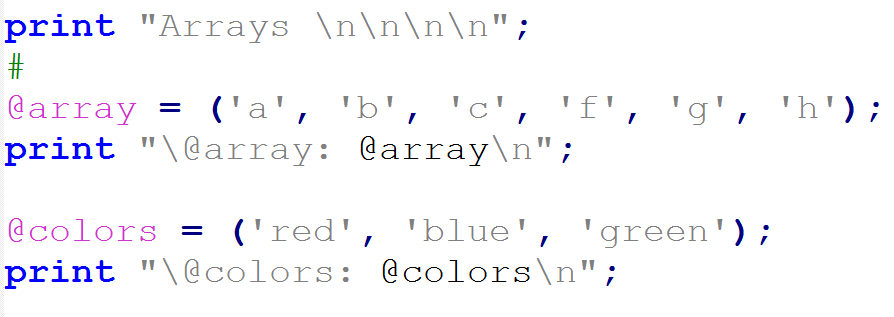 print "Arrays \n\n\n\n";
#
@array = ('a', 'b', 'c', 'f', 'g', 'h');
print "\@array: @array\n";
@colors = ('red', 'blue', 'green');
print "\@colors: @colors\n";